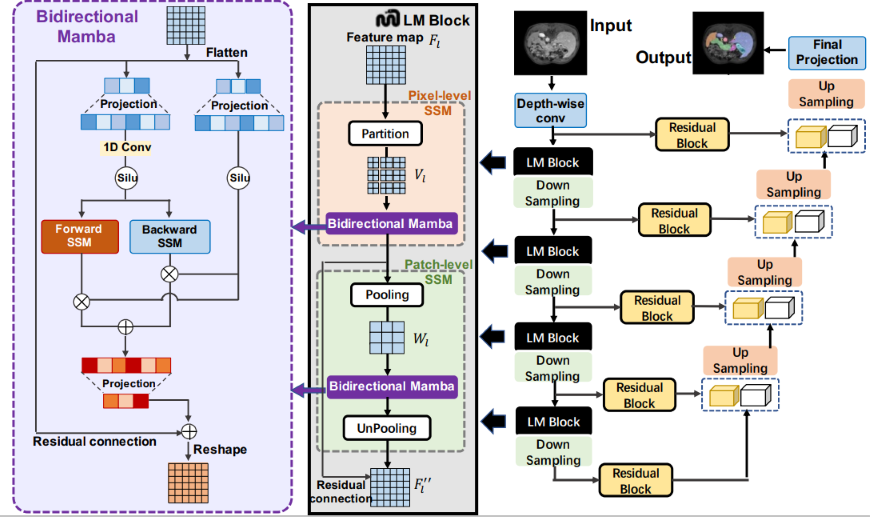 Bidirectional
Mamba
Flatten
Projection
Projection
1D Conv
Silu
Silu
Forward
SSM
Backward
SSM
Projection
Residual connection
Reshape
LM Block
Feature map F_l
Pixel-level
SSM
Partition
V_l
Bidirectional Mamba
Patch-level
SSM
Pooling
W_l
Bidirectional Mamba
UnPooling
Residual
connection
F_l''
Input
Output
Final
Projection
Depth-wise
conv
Up
Sampling
Residual
Block
LM Block
Down
Sampling
Up
Sampling
Residual
Block
LM Block
Down
Sampling
Up
Sampling
Residual
Block
LM Block
Down
Sampling
Up
Sampling
Residual
Block
LM Block
Down
Sampling
Residual
Block